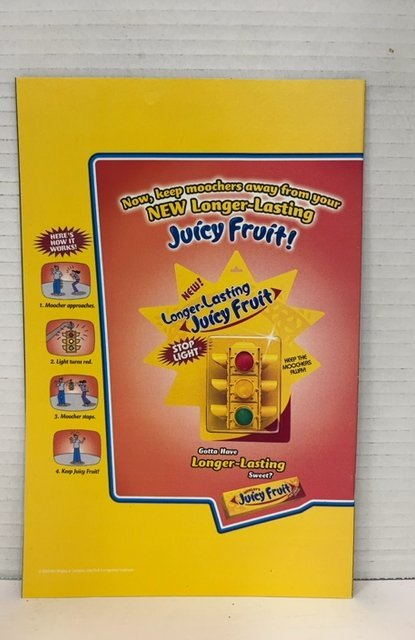 Now, keep moochers away from your
NEW Longer-Lasting
Juicy Fruit!
HERE'S
HOW IT
WORKS!
1. Moocher approaches.
2. Light turns red.
3. Moocher stops.
4. Keep Juicy Fruit!
NEW!
Longer-Lasting
Juicy Fruit
STOP
LIGHT
KEEP THE
MOOCHERS
AWAY!
Gotta Have
Longer-Lasting
Sweet?
Juicy Fruit